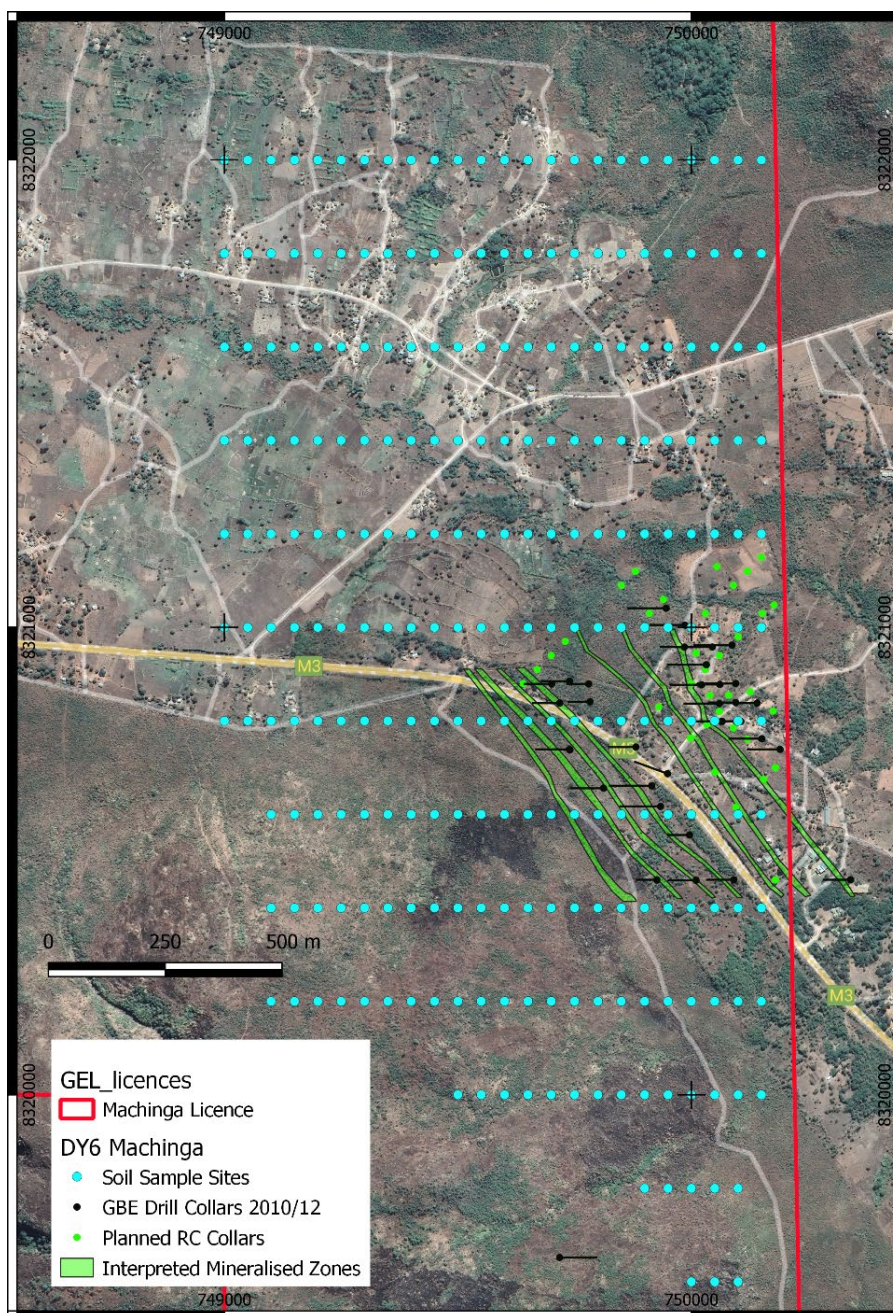 749000
750000
8322000
8322000
8321000
8321000
M3
M3
0
250
500 m
M3
GEL_licences
Machinga Licence
8320000
8320000
DY6 Machinga
Soil Sample Sites
GBE Drill Collars 2010/12
Planned RC Collars
Interpreted Mineralised Zones
749000
750000